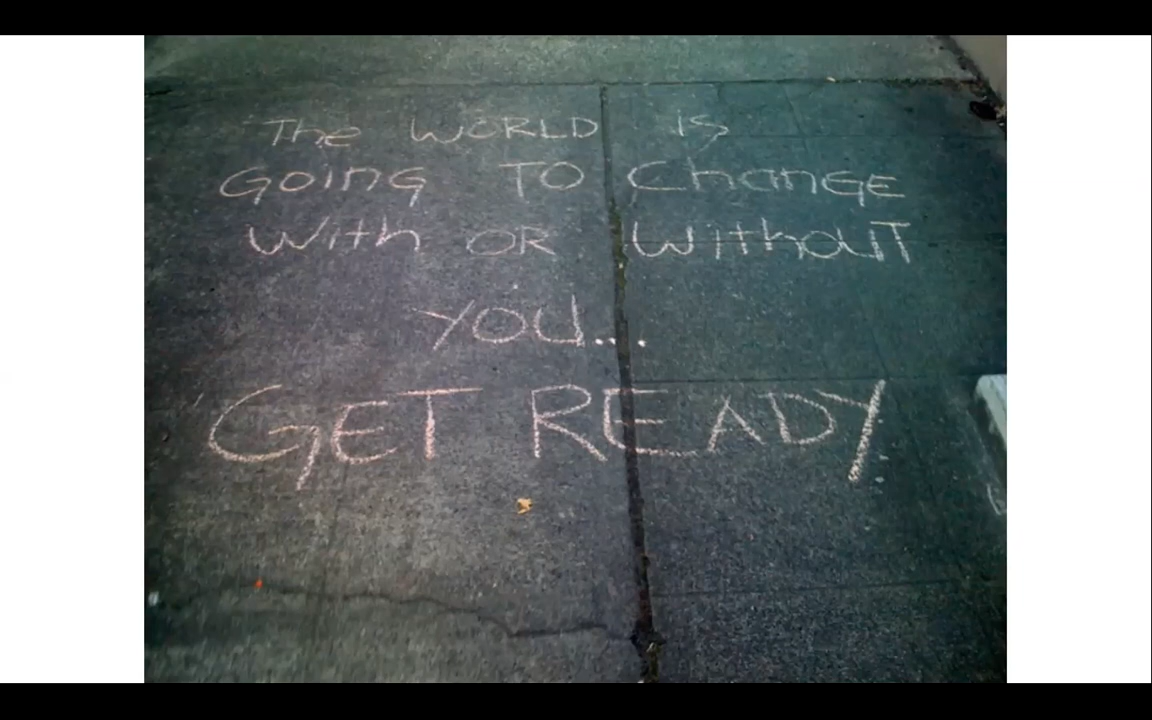 The WORLD is
Going TO ChanGE
With OR WithouT
YOU...
GET READY